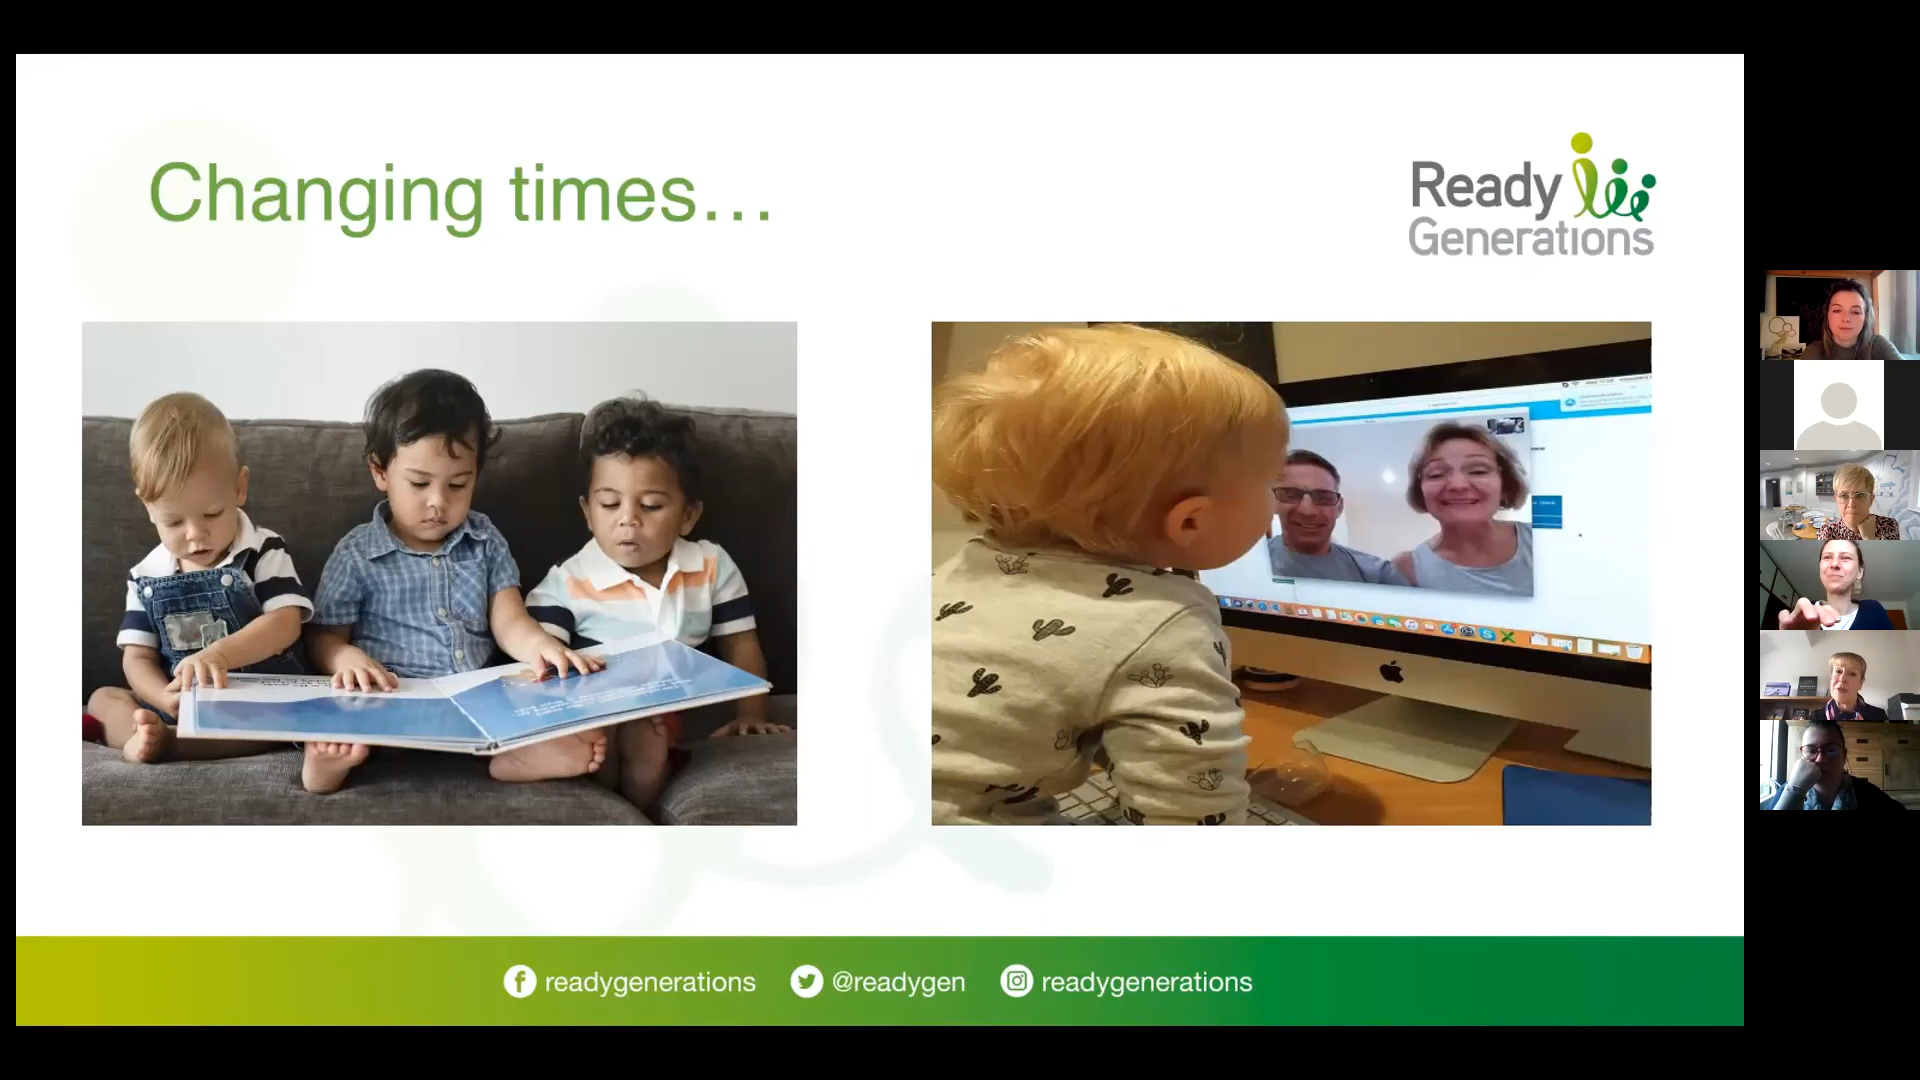 Changing times…
Ready
Generations
readygenerations @readygen readygenerations